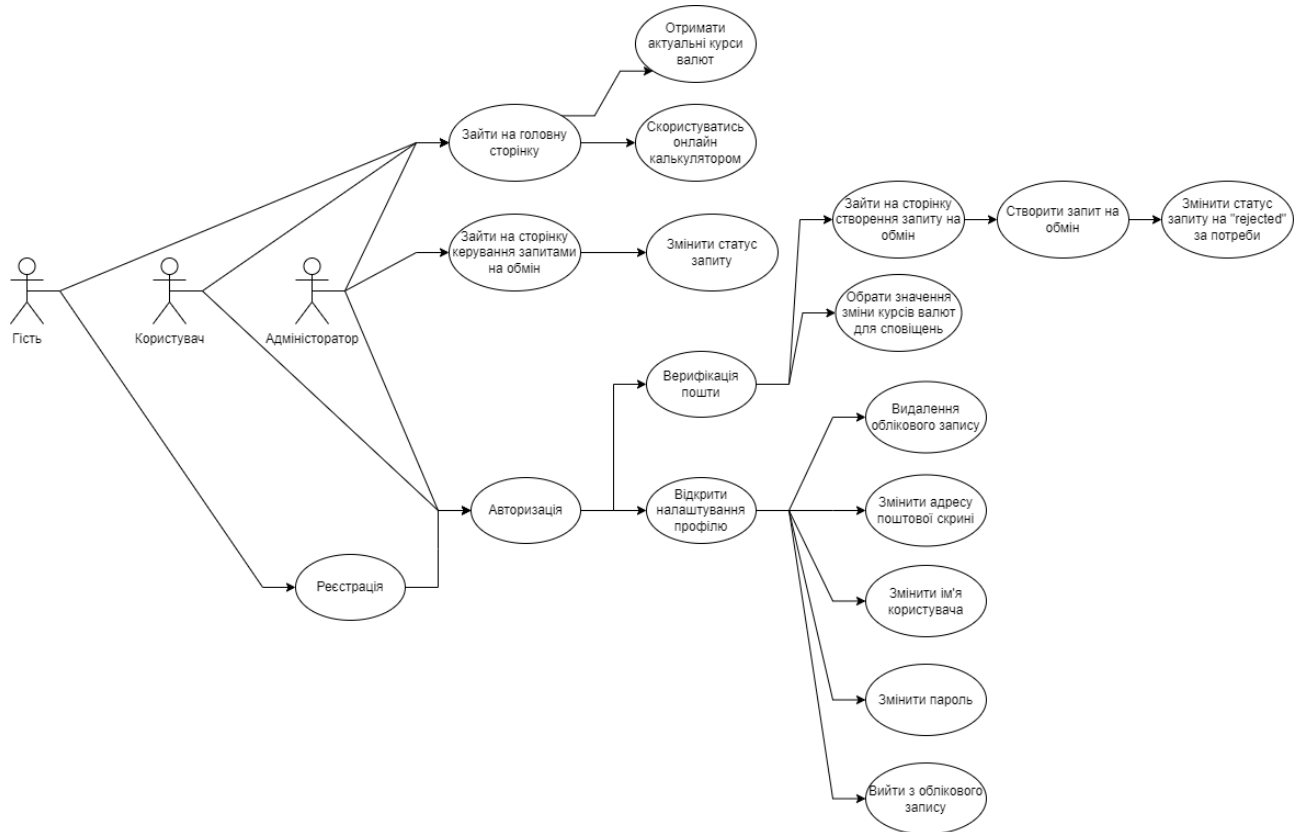 Отримати
актуальні курси
валют
Зайти на головну
сторінку
Скористуватись
онлайн
калькулятором
Зайти на сторінку
створення запиту на
обмін
Створити запит на
обмін
Змінити статус
запиту на "rejected"
за потреби
Зайти на сторінку
керування запитами
на обмін
Змінити статус
запиту
Обрати значення
зміни курсів валют
для сповіщень
Гість
Користувач
Адміністоратор
Верифікація
пошти
Видалення
облікового запису
Авторизація
Відкрити
налаштування
профілю
Змінити адресу
поштової скрині
Реєстрація
Змінити ім'я
користувача
Змінити пароль
Вийти з облікового
запису